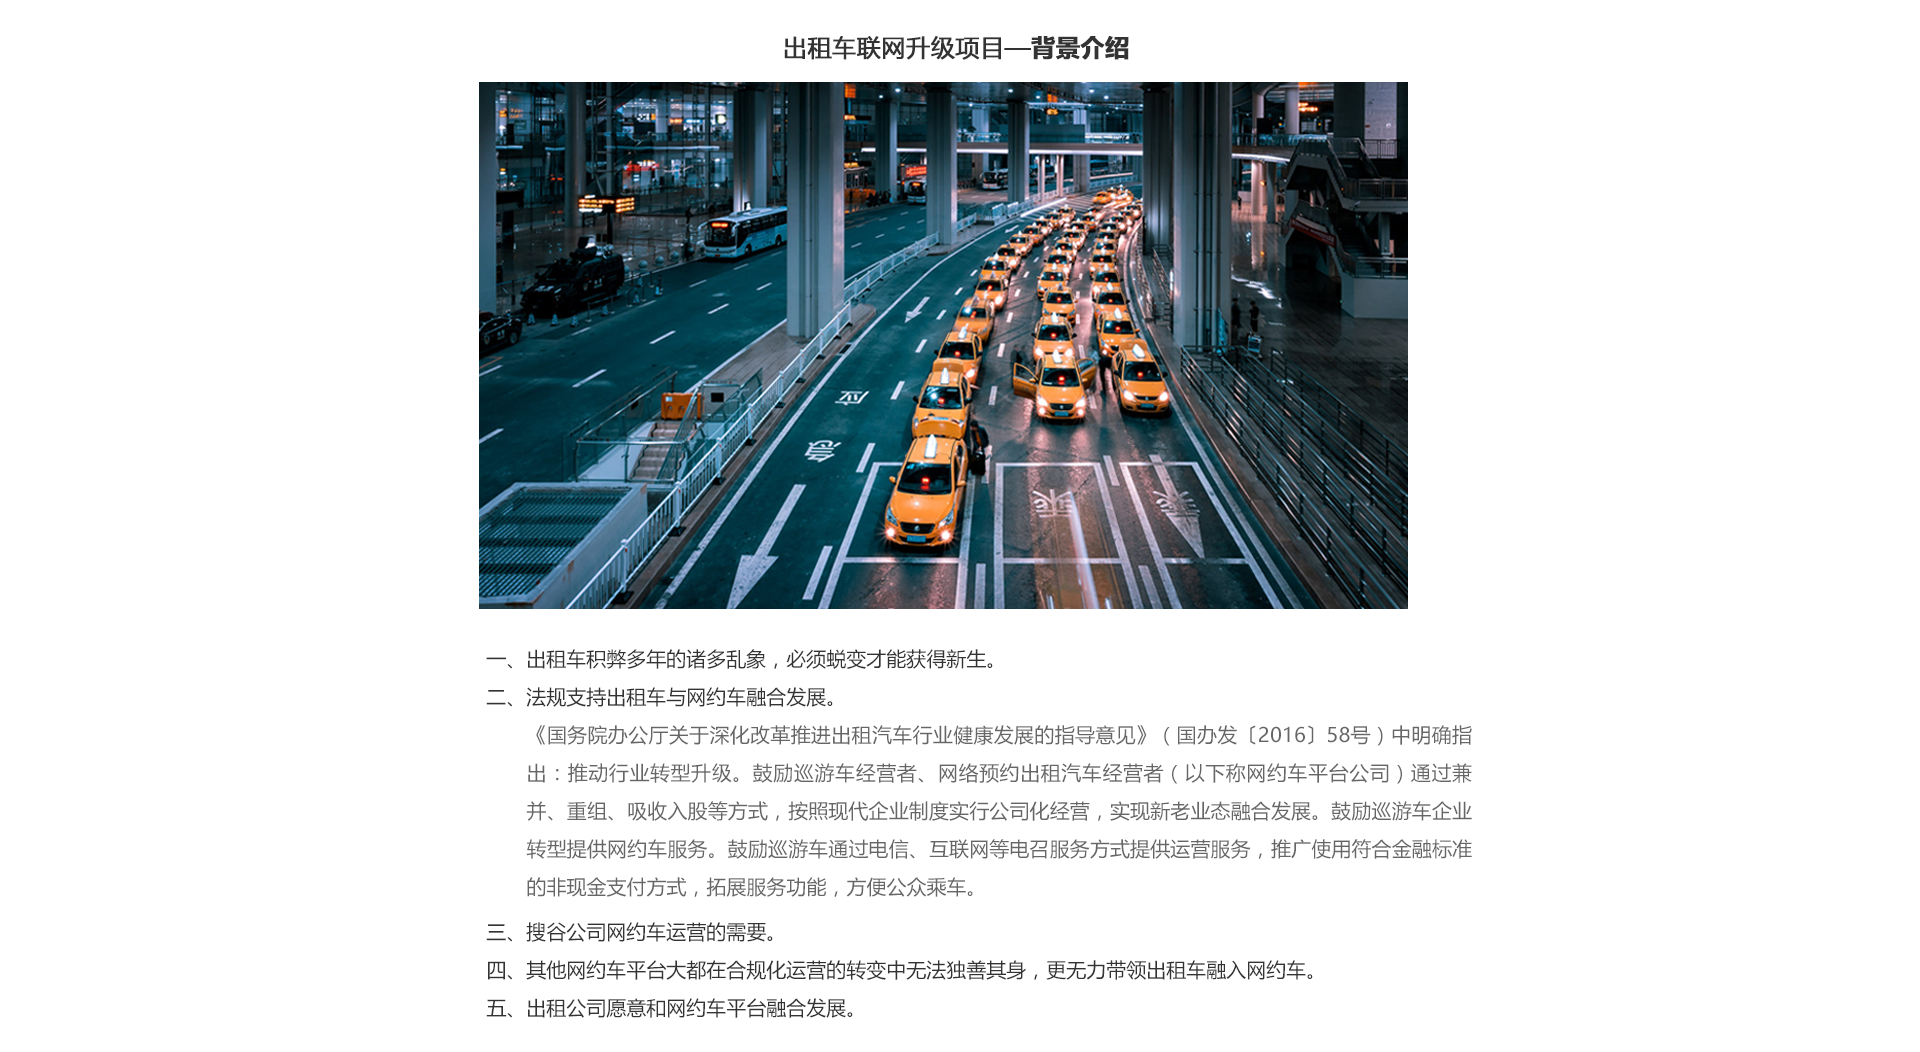 出租车联网升级项目—背景介绍
应
急
乘
乘
一、出租车积弊多年的诸多乱象，必须蜕变才能获得新生。
二、法规支持出租车与网约车融合发展。
《国务院办公厅关于深化改革推进出租汽车行业健康发展的指导意见》（国办发〔2016〕58号）中明确指
出：推动行业转型升级。鼓励巡游车经营者、网络预约出租汽车经营者（以下称网约车平台公司）通过兼
并、重组、吸收入股等方式，按照现代企业制度实行公司化经营，实现新老业态融合发展。鼓励巡游车企业
转型提供网约车服务。鼓励巡游车通过电信、互联网等电召服务方式提供运营服务，推广使用符合金融标准
的非现金支付方式，拓展服务功能，方便公众乘车。
三、搜谷公司网约车运营的需要。
四、其他网约车平台大都在合规化运营的转变中无法独善其身，更无力带领出租车融入网约车。
五、出租公司愿意和网约车平台融合发展。